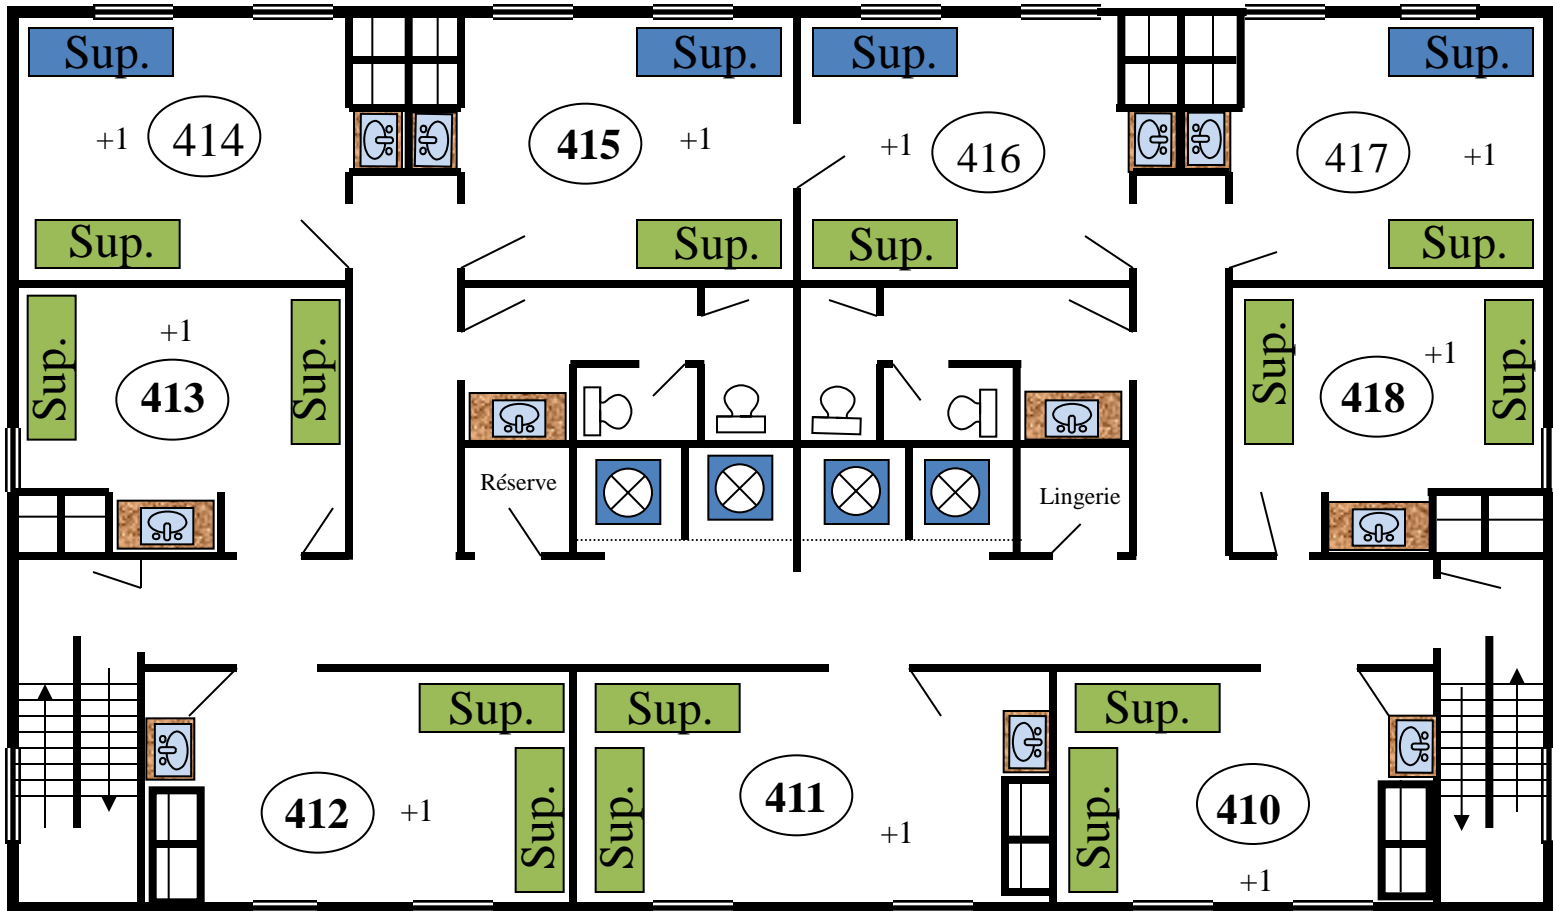 Sup. Sup. Sup. Sup.
+1 414 415 +1 +1 416 417 +1
Sup. Sup. Sup. Sup.
Sup. +1 Sup. Sup. +1 Sup.
413 418
Réserve Lingerie
Sup. Sup. Sup.
412 +1 Sup. Sup. 411 +1 Sup. 410 +1